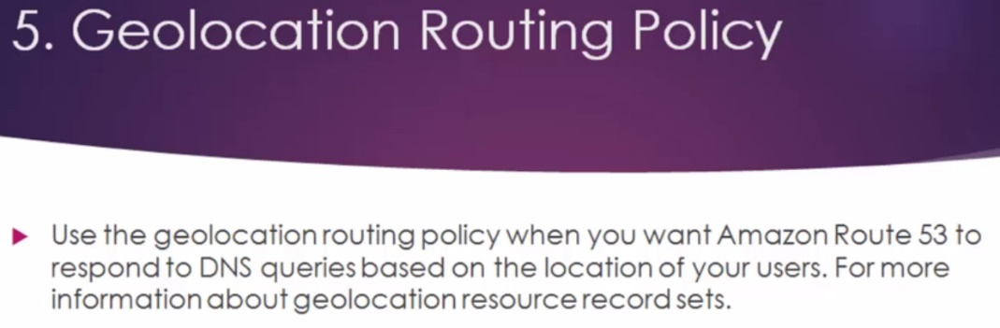 5. Geolocation Routing Policy
Use the geolocation routing policy when you want Amazon Route 53 to
respond to DNS queries based on the location of your users. For more
information about geolocation resource record sets.